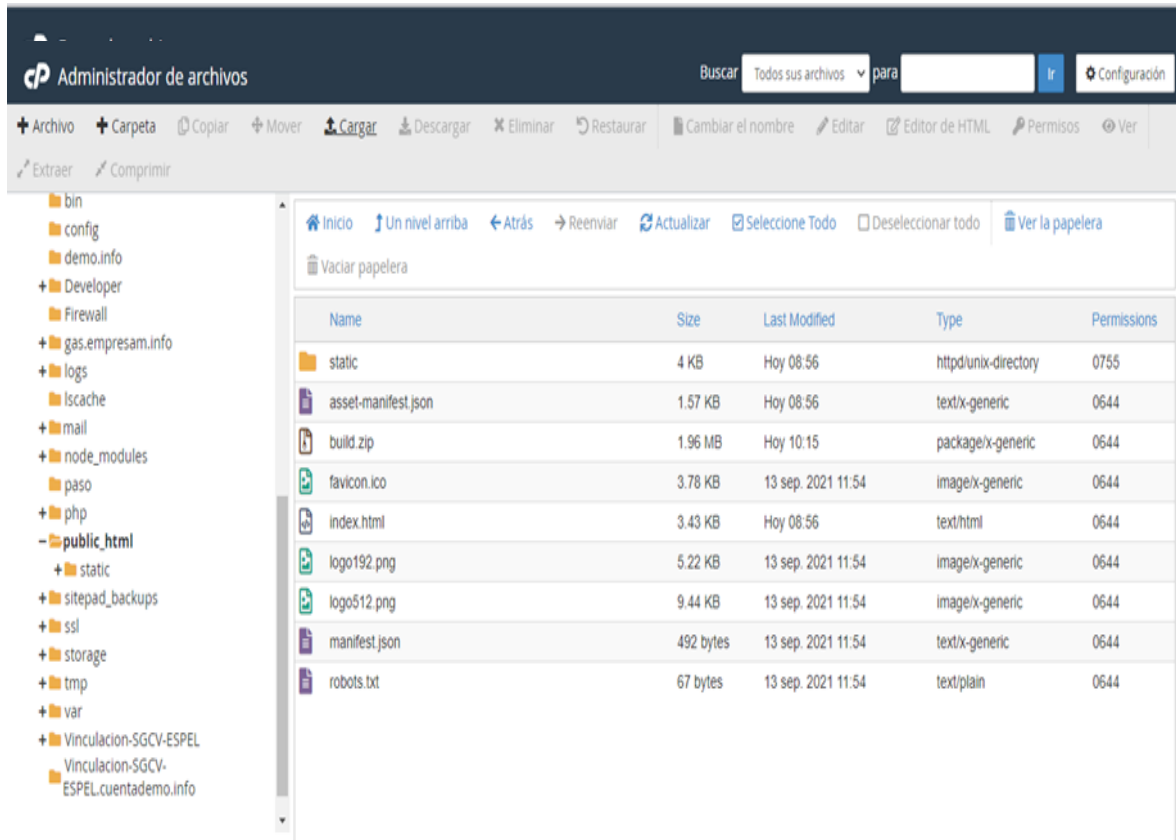 cP Administrador de archivos
Buscar Todos sus archivos para Ir Configuración
Archivo Carpeta Copiar Mover Cargar Descargar Eliminar Restaurar Cambiar el nombre Editar Editor de HTML Permisos Ver
Extraer Comprimir
bin
config
demo.info
Developer
Firewall
gas.empresam.info
logs
lscache
mail
node_modules
paso
php
public_html
static
sitepad_backups
ssl
storage
tmp
var
Vinculacion-SGCV-ESPEL
Vinculacion-SGCV-
ESPEL.cuentademo.info
Inicio Un nivel arriba Atrás Reenviar Actualizar Seleccione Todo Deseleccionar todo Ver la papelera
Vaciar papelera
Name Size Last Modified Type Permissions
static 4 KB Hoy 08:56 httpd/unix-directory 0755
asset-manifest.json 1.57 KB Hoy 08:56 text/x-generic 0644
build.zip 1.96 MB Hoy 10:15 package/x-generic 0644
favicon.ico 3.78 KB 13 sep. 2021 11:54 image/x-generic 0644
index.html 3.43 KB Hoy 08:56 text/html 0644
logo192.png 5.22 KB 13 sep. 2021 11:54 image/x-generic 0644
logo512.png 9.44 KB 13 sep. 2021 11:54 image/x-generic 0644
manifest.json 492 bytes 13 sep. 2021 11:54 text/x-generic 0644
robots.txt 67 bytes 13 sep. 2021 11:54 text/plain 0644